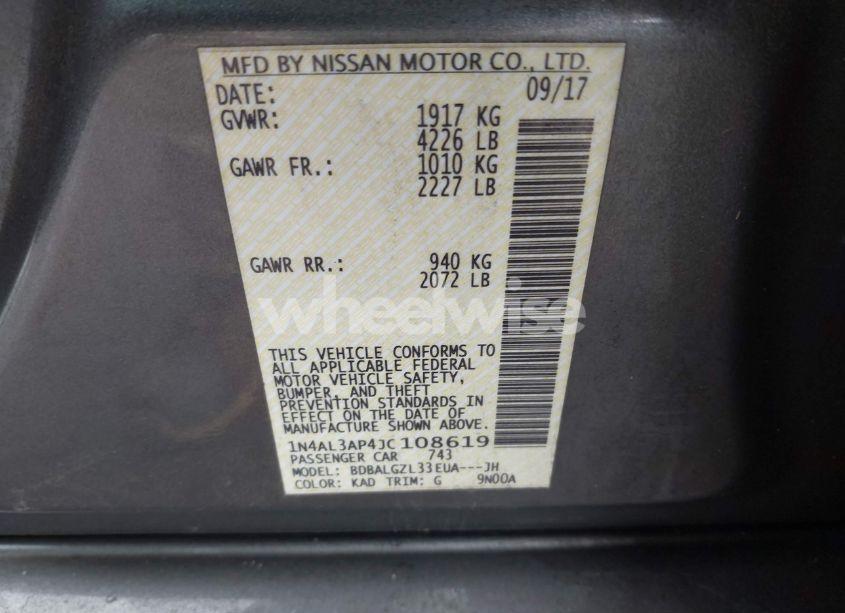 MFD BY NISSAN MOTOR CO., LTD.
DATE: 09/17
GVWR: 1917 KG
4226 LB
GAWR FR.: 1010 KG
2227 LB
GAWR RR.: 940 KG
2072 LB
wheelwise
THIS VEHICLE CONFORMS TO
ALL APPLICABLE FEDERAL
MOTOR VEHICLE SAFETY,
BUMPER, AND THEFT
PREVENTION STANDARDS IN
EFFECT ON THE DATE OF
MANUFACTURE SHOWN ABOVE.
1N4AL3AP4JC108619
PASSENGER CAR 743
MODEL: BDBALGZL33EUA---JH
COLOR: KAD TRIM: G 9N00A